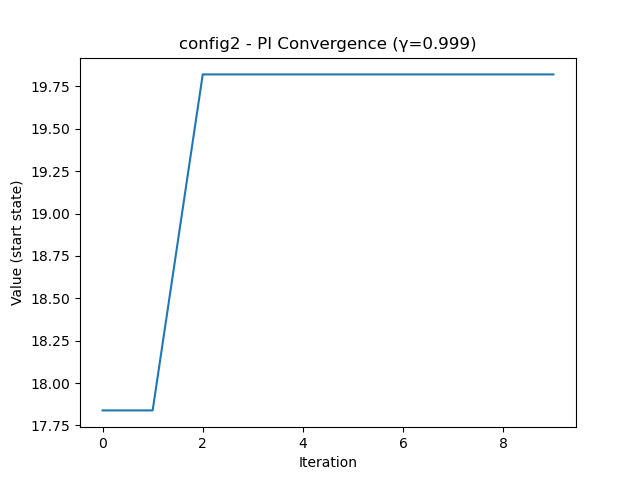 config2 - PI Convergence (γ=0.999)
19.75
19.50
19.25
19.00
18.75
18.50
18.25
18.00
17.75
Value (start state)
0 2 4 6 8
Iteration